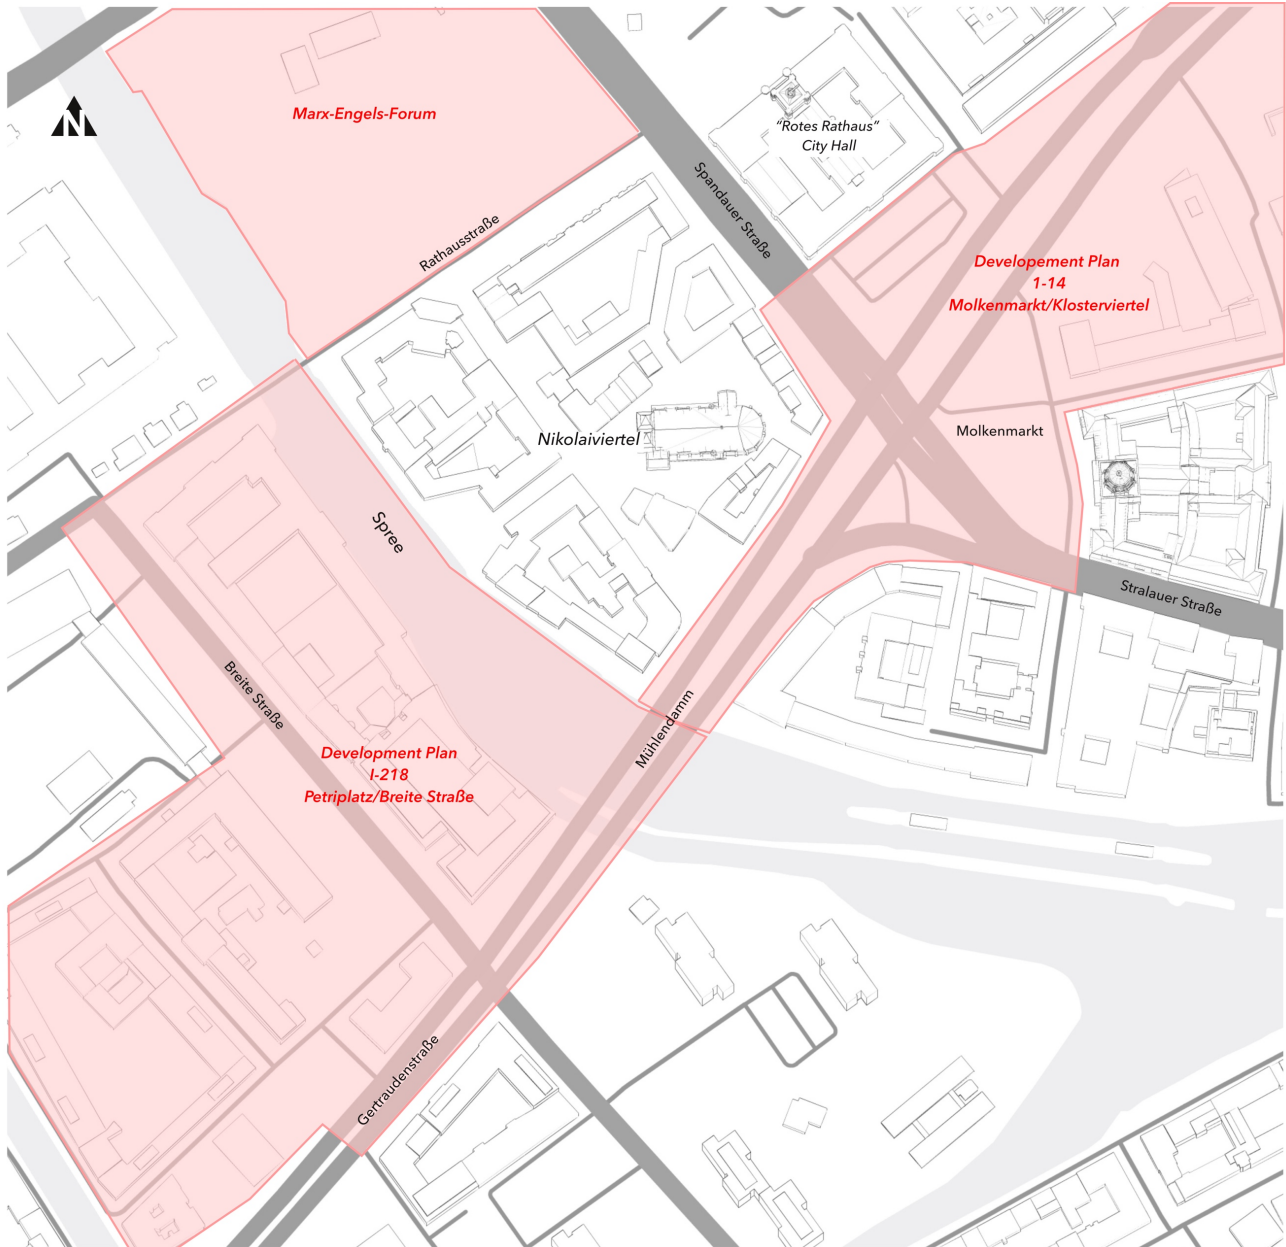 Marx-Engels-Forum
N
"Rotes Rathaus"
City Hall
Spandauer Straße
Rathausstraße
Developement Plan
1-14
Molkenmarkt/Klosterviertel
Molkenmarkt
Nikolaiviertel
Spree
Stralauer Straße
Breite Straße
Mühlendamm
Development Plan
I-218
Petriplatz/Breite Straße
Gertraudenstraße